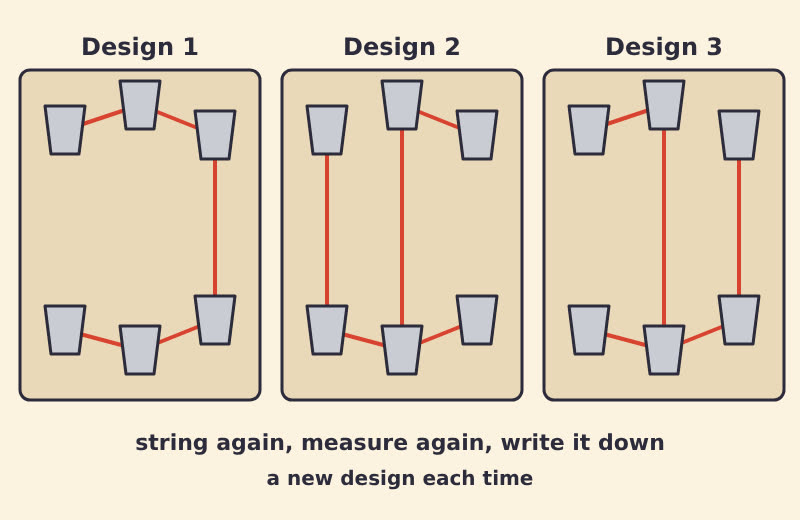 Design 1
Design 2
Design 3
string again, measure again, write it down
a new design each time